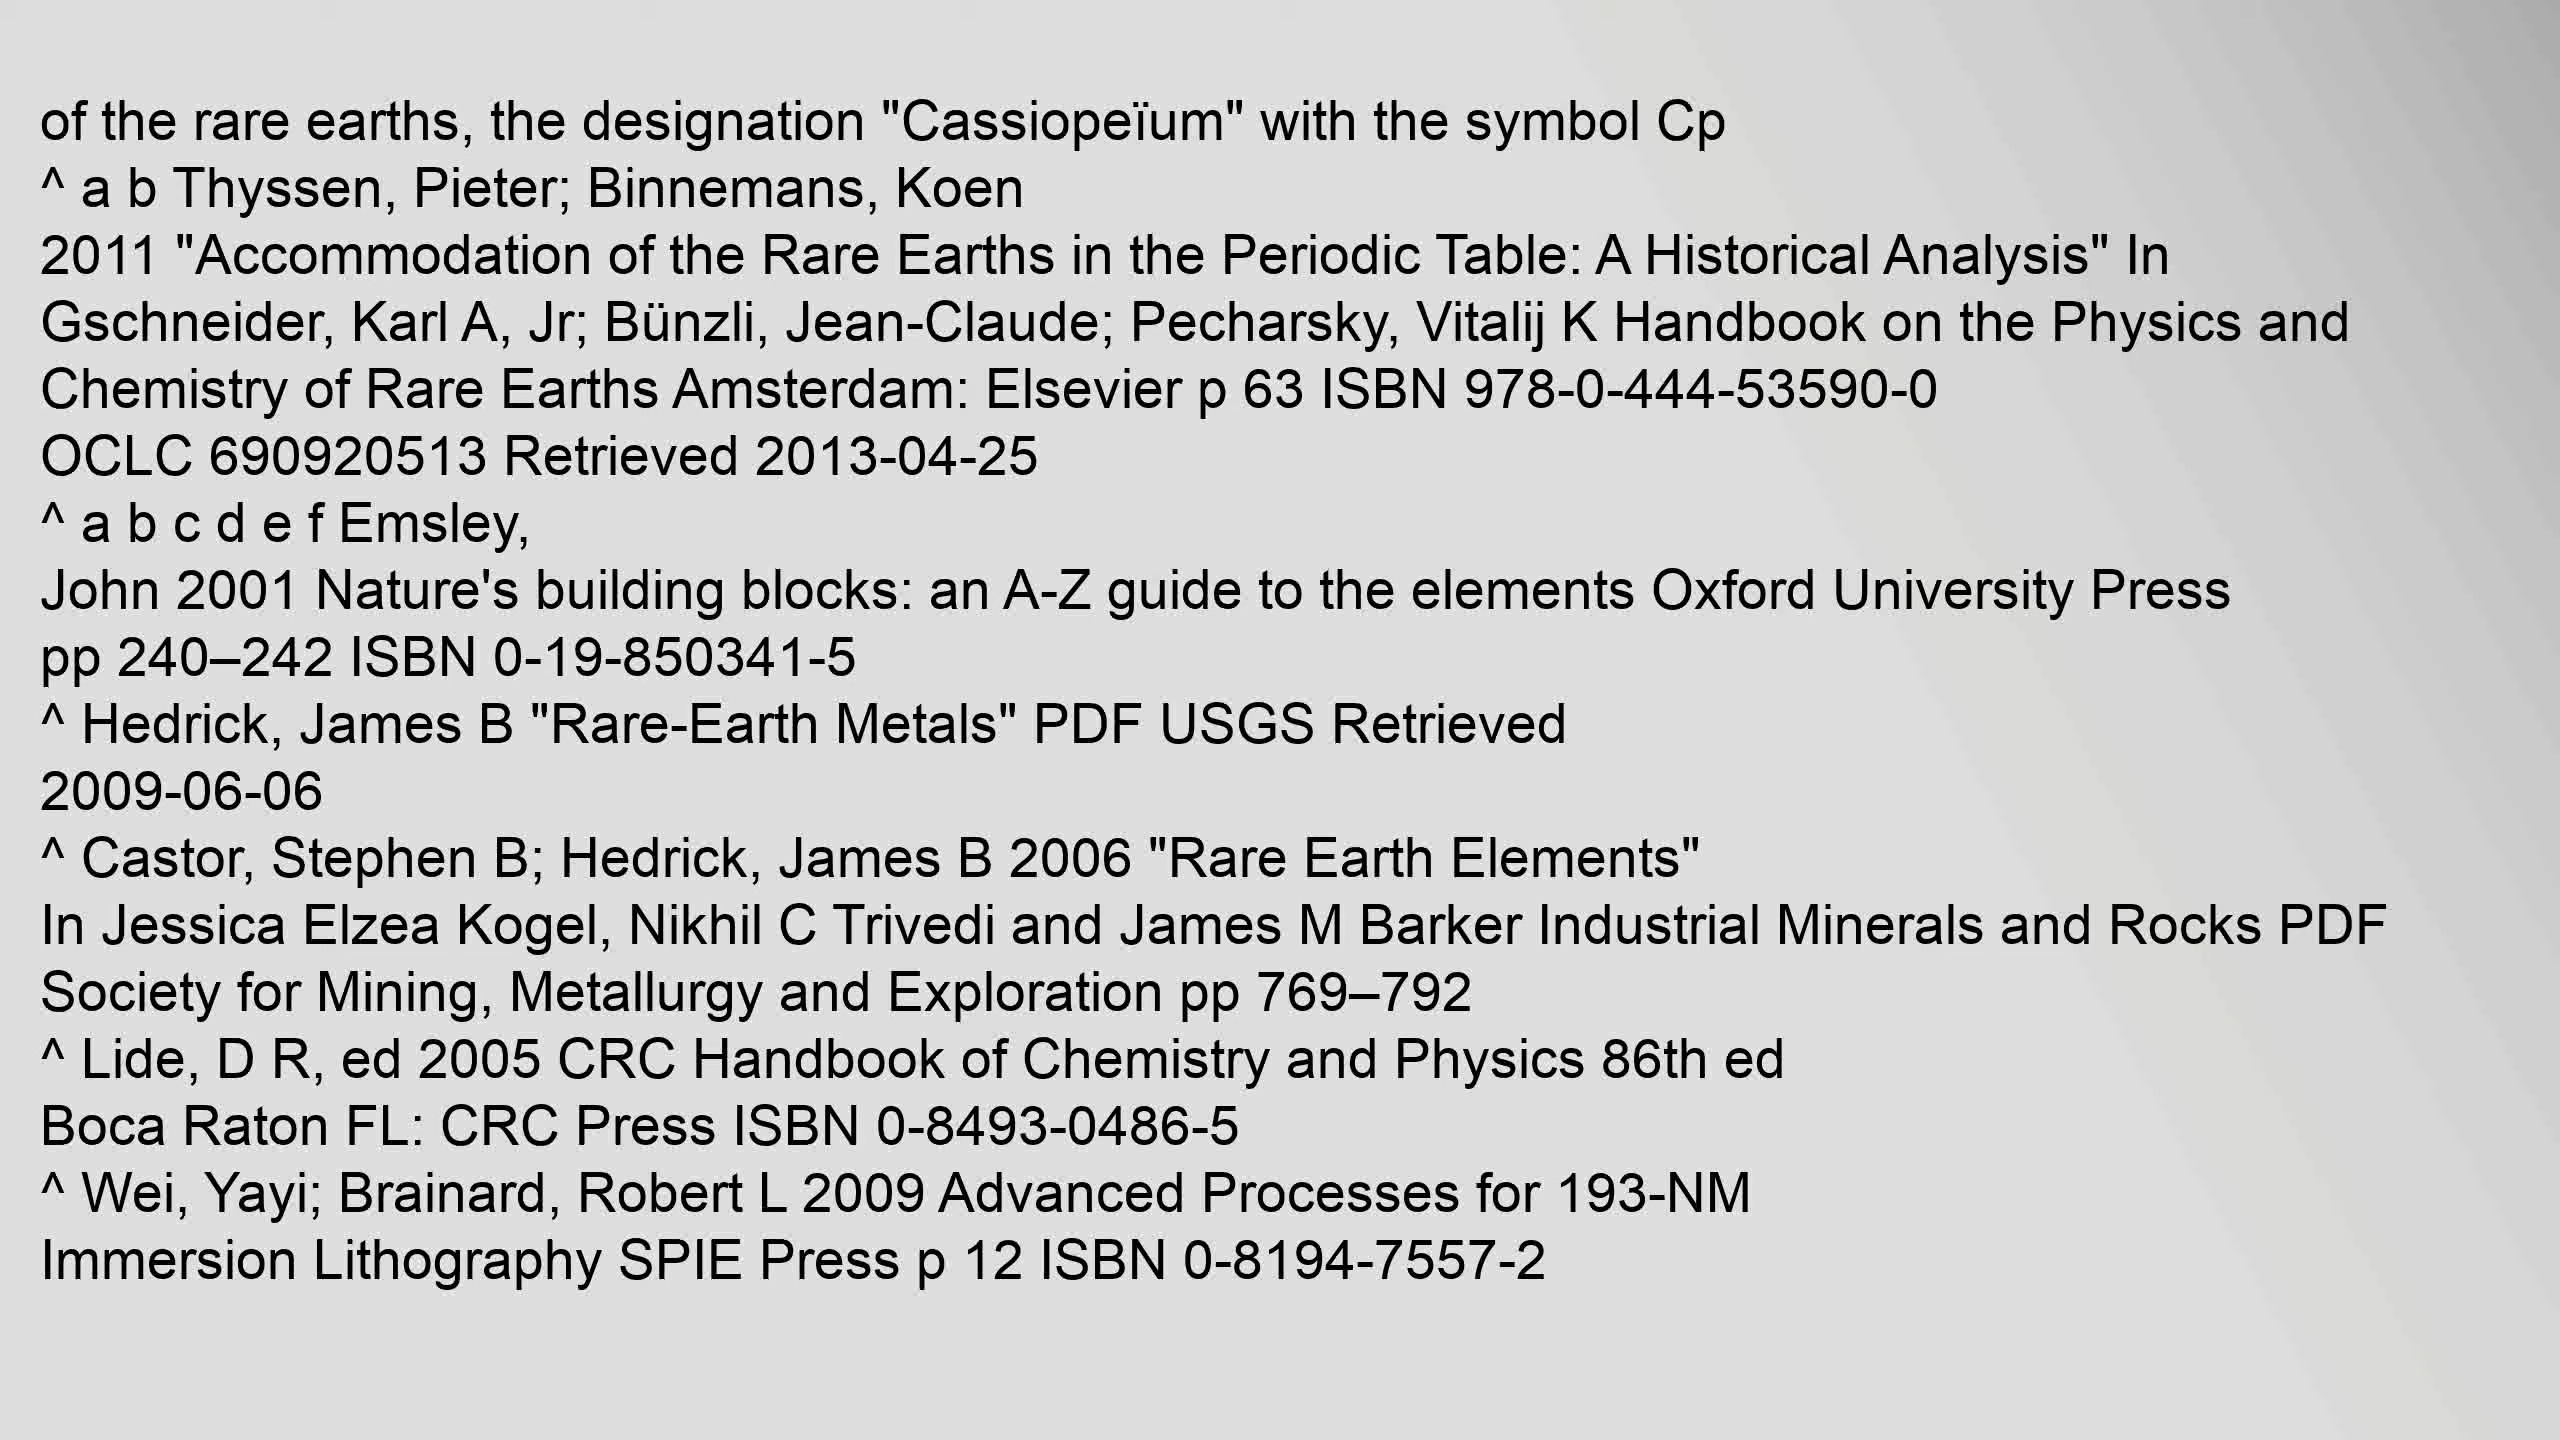 of the rare earths, the designation "Cassiopeïum" with the symbol Cp
^ a b Thyssen, Pieter; Binnemans, Koen
2011 "Accommodation of the Rare Earths in the Periodic Table: A Historical Analysis" In
Gschneider, Karl A, Jr; Bünzli, Jean-Claude; Pecharsky, Vitalij K Handbook on the Physics and
Chemistry of Rare Earths Amsterdam: Elsevier p 63 ISBN 978-0-444-53590-0
OCLC 690920513 Retrieved 2013-04-25
^ a b c d e f Emsley,
John 2001 Nature's building blocks: an A-Z guide to the elements Oxford University Press
pp 240–242 ISBN 0-19-850341-5
^ Hedrick, James B "Rare-Earth Metals" PDF USGS Retrieved
2009-06-06
^ Castor, Stephen B; Hedrick, James B 2006 "Rare Earth Elements"
In Jessica Elzea Kogel, Nikhil C Trivedi and James M Barker Industrial Minerals and Rocks PDF
Society for Mining, Metallurgy and Exploration pp 769–792
^ Lide, D R, ed 2005 CRC Handbook of Chemistry and Physics 86th ed
Boca Raton FL: CRC Press ISBN 0-8493-0486-5
^ Wei, Yayi; Brainard, Robert L 2009 Advanced Processes for 193-NM
Immersion Lithography SPIE Press p 12 ISBN 0-8194-7557-2